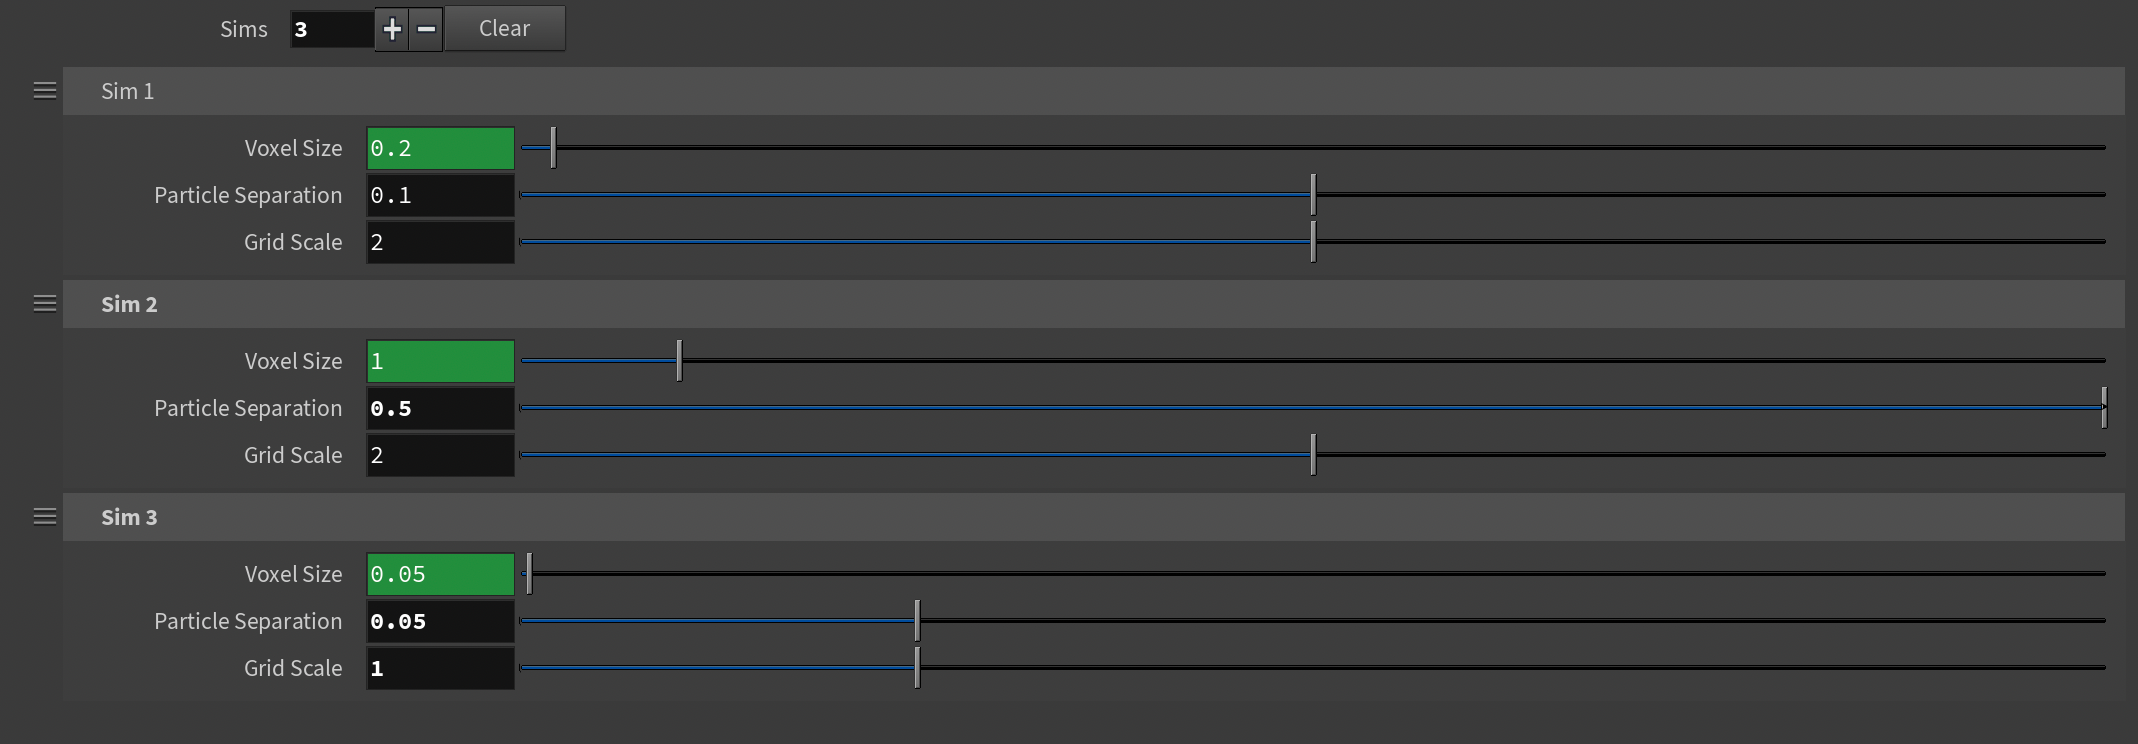 Sims 3 Clear
Sim 1
Voxel Size 0.2
Particle Separation 0.1
Grid Scale 2
Sim 2
Voxel Size 1
Particle Separation 0.5
Grid Scale 2
Sim 3
Voxel Size 0.05
Particle Separation 0.05
Grid Scale 1